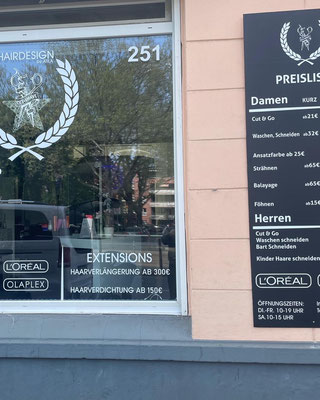 HAIRDESIGN
251
L'ORÉAL
OLAPLEX
EXTENSIONS
HAARVERLÄNGERUNG AB 300€
HAARVERDICHTUNG AB 150€
PREISLIS
Damen KURZ
Cut & Go ab21€
Waschen, Schneiden ab32€
Ansatzfarbe ab 25€
Strähnen ab65€
Balayage ab65€
Föhnen ab15€
Herren
Cut & Go
Waschen schneiden
Bart Schneiden
Kinder Haare schneiden
L'ORÉAL
ÖFFNUNGSZEITEN:
DI.-FR. 10-19 UHR
SA.10-15 UHR